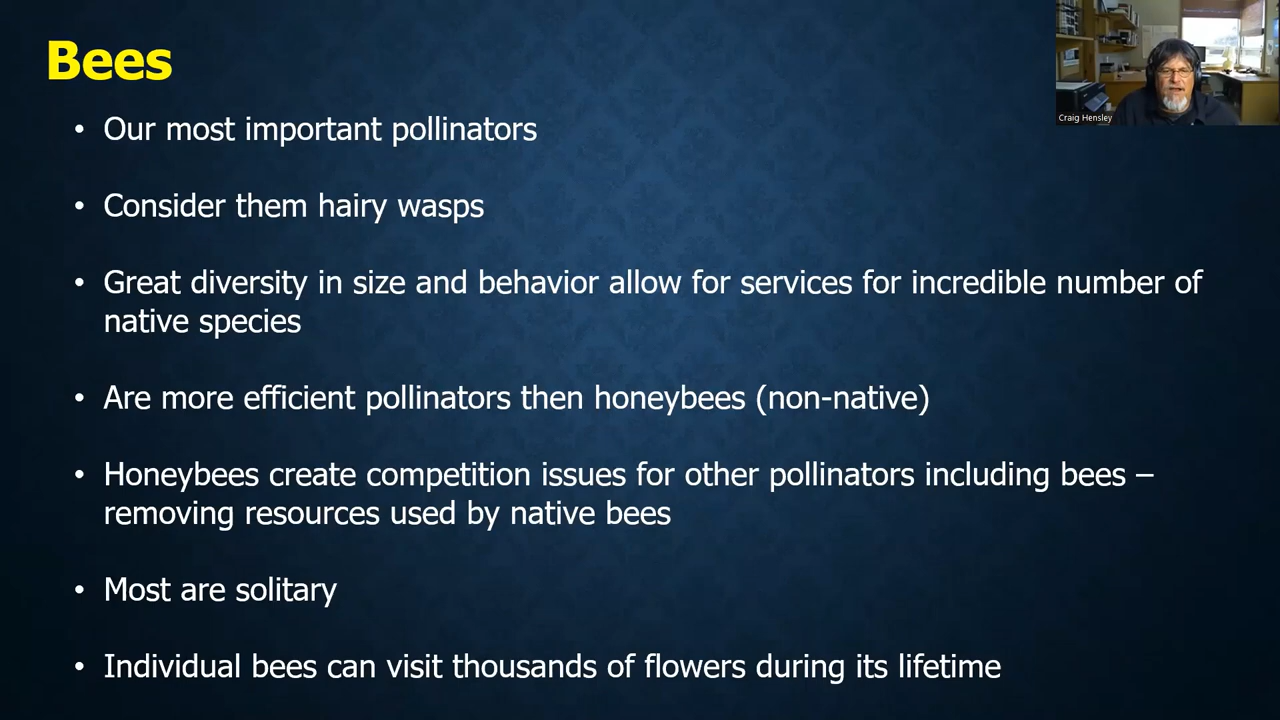 Bees
Craig Hensley
• Our most important pollinators
• Consider them hairy wasps
• Great diversity in size and behavior allow for services for incredible number of
native species
• Are more efficient pollinators then honeybees (non-native)
• Honeybees create competition issues for other pollinators including bees –
removing resources used by native bees
• Most are solitary
• Individual bees can visit thousands of flowers during its lifetime